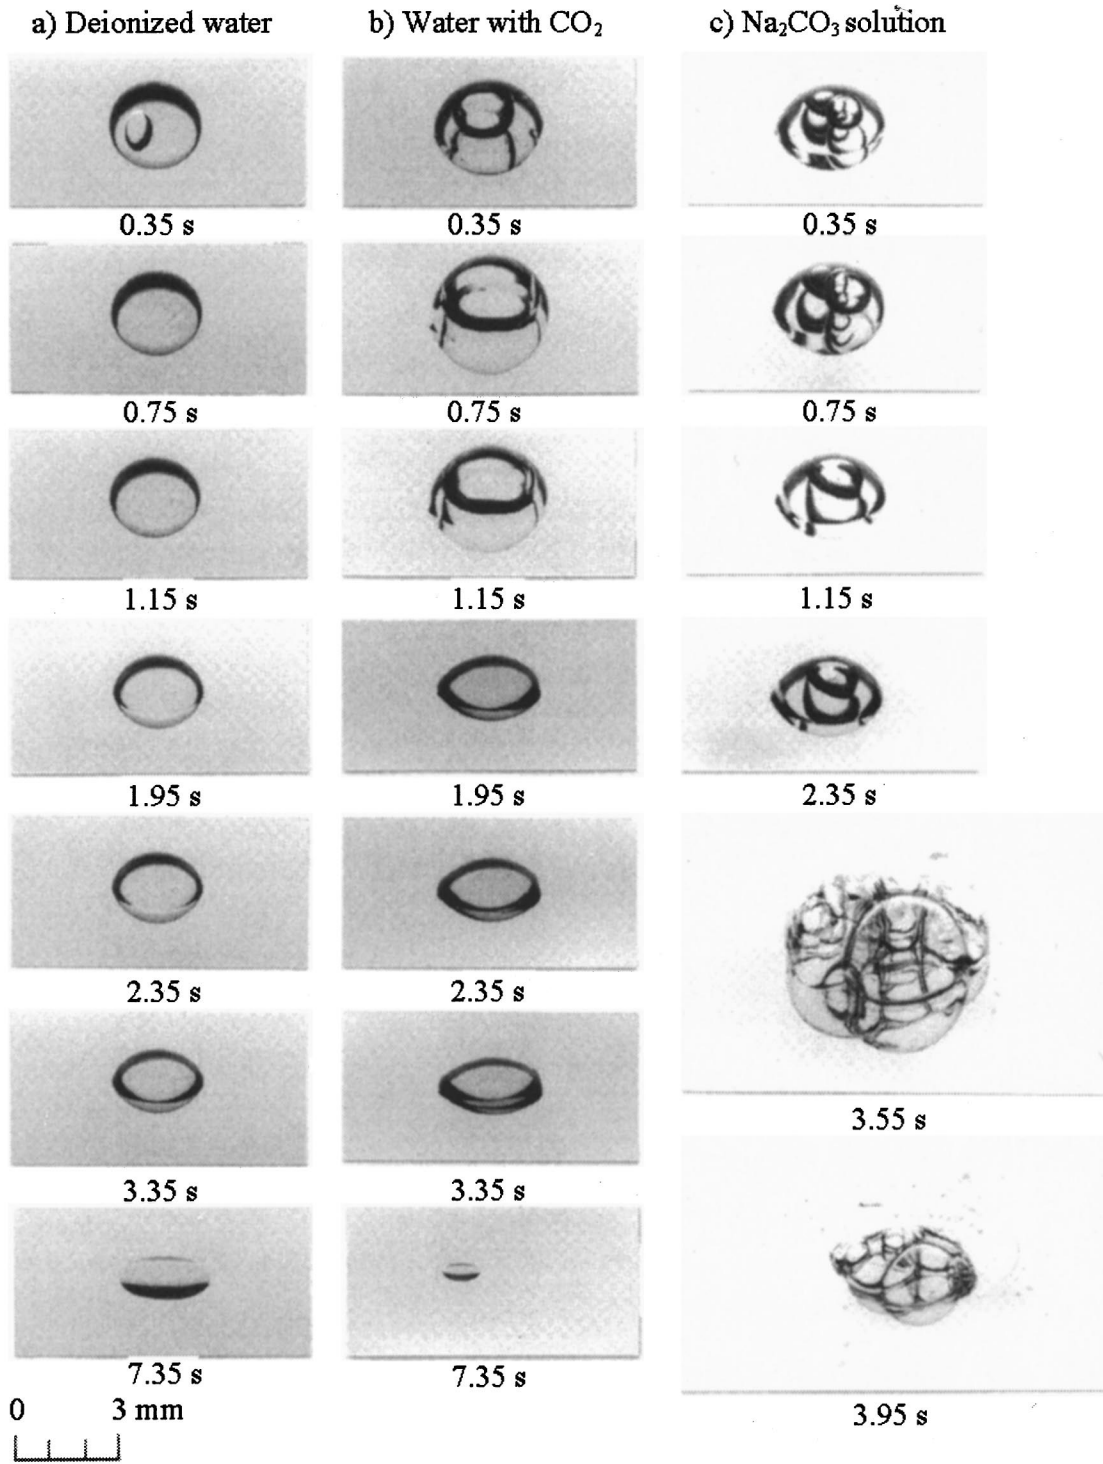 a) Deionized water b) Water with CO₂ c) Na₂CO₃ solution
0.35 s 0.35 s 0.35 s
0.75 s 0.75 s 0.75 s
1.15 s 1.15 s 1.15 s
1.95 s 1.95 s 2.35 s
2.35 s 2.35 s
3.55 s
3.35 s 3.35 s
7.35 s 7.35 s
0 3 mm
3.95 s